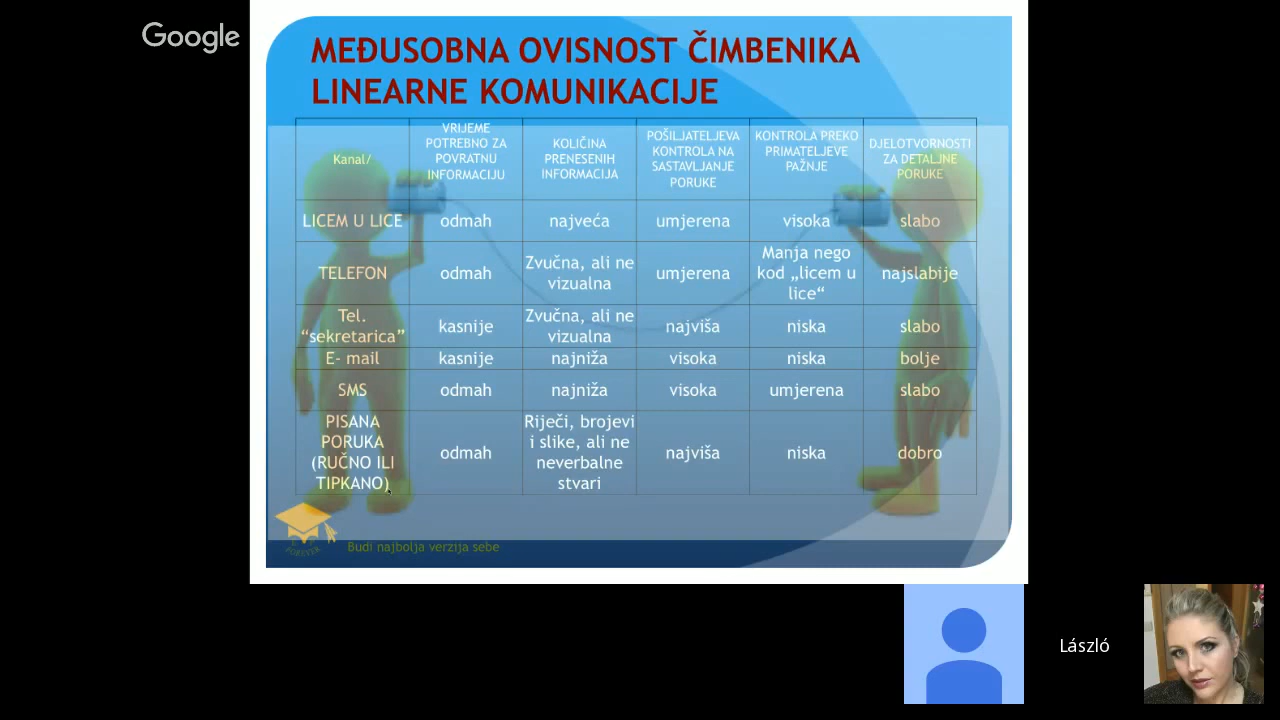 Google
MEĐUSOBNA OVISNOST ČIMBENIKA
LINEARNE KOMUNIKACIJE
Kanal/
VRIJEME
POTREBNO ZA
POVRATNU
INFORMACIJU
KOLIČINA
PRENESENIH
INFORMACIJA
POŠILJATELJEVA
KONTROLA NA
SASTAVLJANJE
PORUKE
KONTROLA PREKO
PRIMATELJEVE
PAŽNJE
DJELOTVORNOSTI
ZA DETALJNE
PORUKE
LICEM U LICE
odmah
najveća
umjerena
visoka
slabo
TELEFON
odmah
Zvučna, ali ne
vizualna
umjerena
Manja nego
kod „licem u
lice“
najslabije
Tel.
“sekretarica”
kasnije
Zvučna, ali ne
vizualna
najviša
niska
slabo
E- mail
kasnije
najniža
visoka
niska
bolje
SMS
odmah
najniža
visoka
umjerena
slabo
PISANA
PORUKA
(RUČNO ILI
TIPKANO)
odmah
Riječi, brojevi
i slike, ali ne
neverbalne
stvari
najviša
niska
dobro
FOREVER
Budi najbolja verzija sebe
László